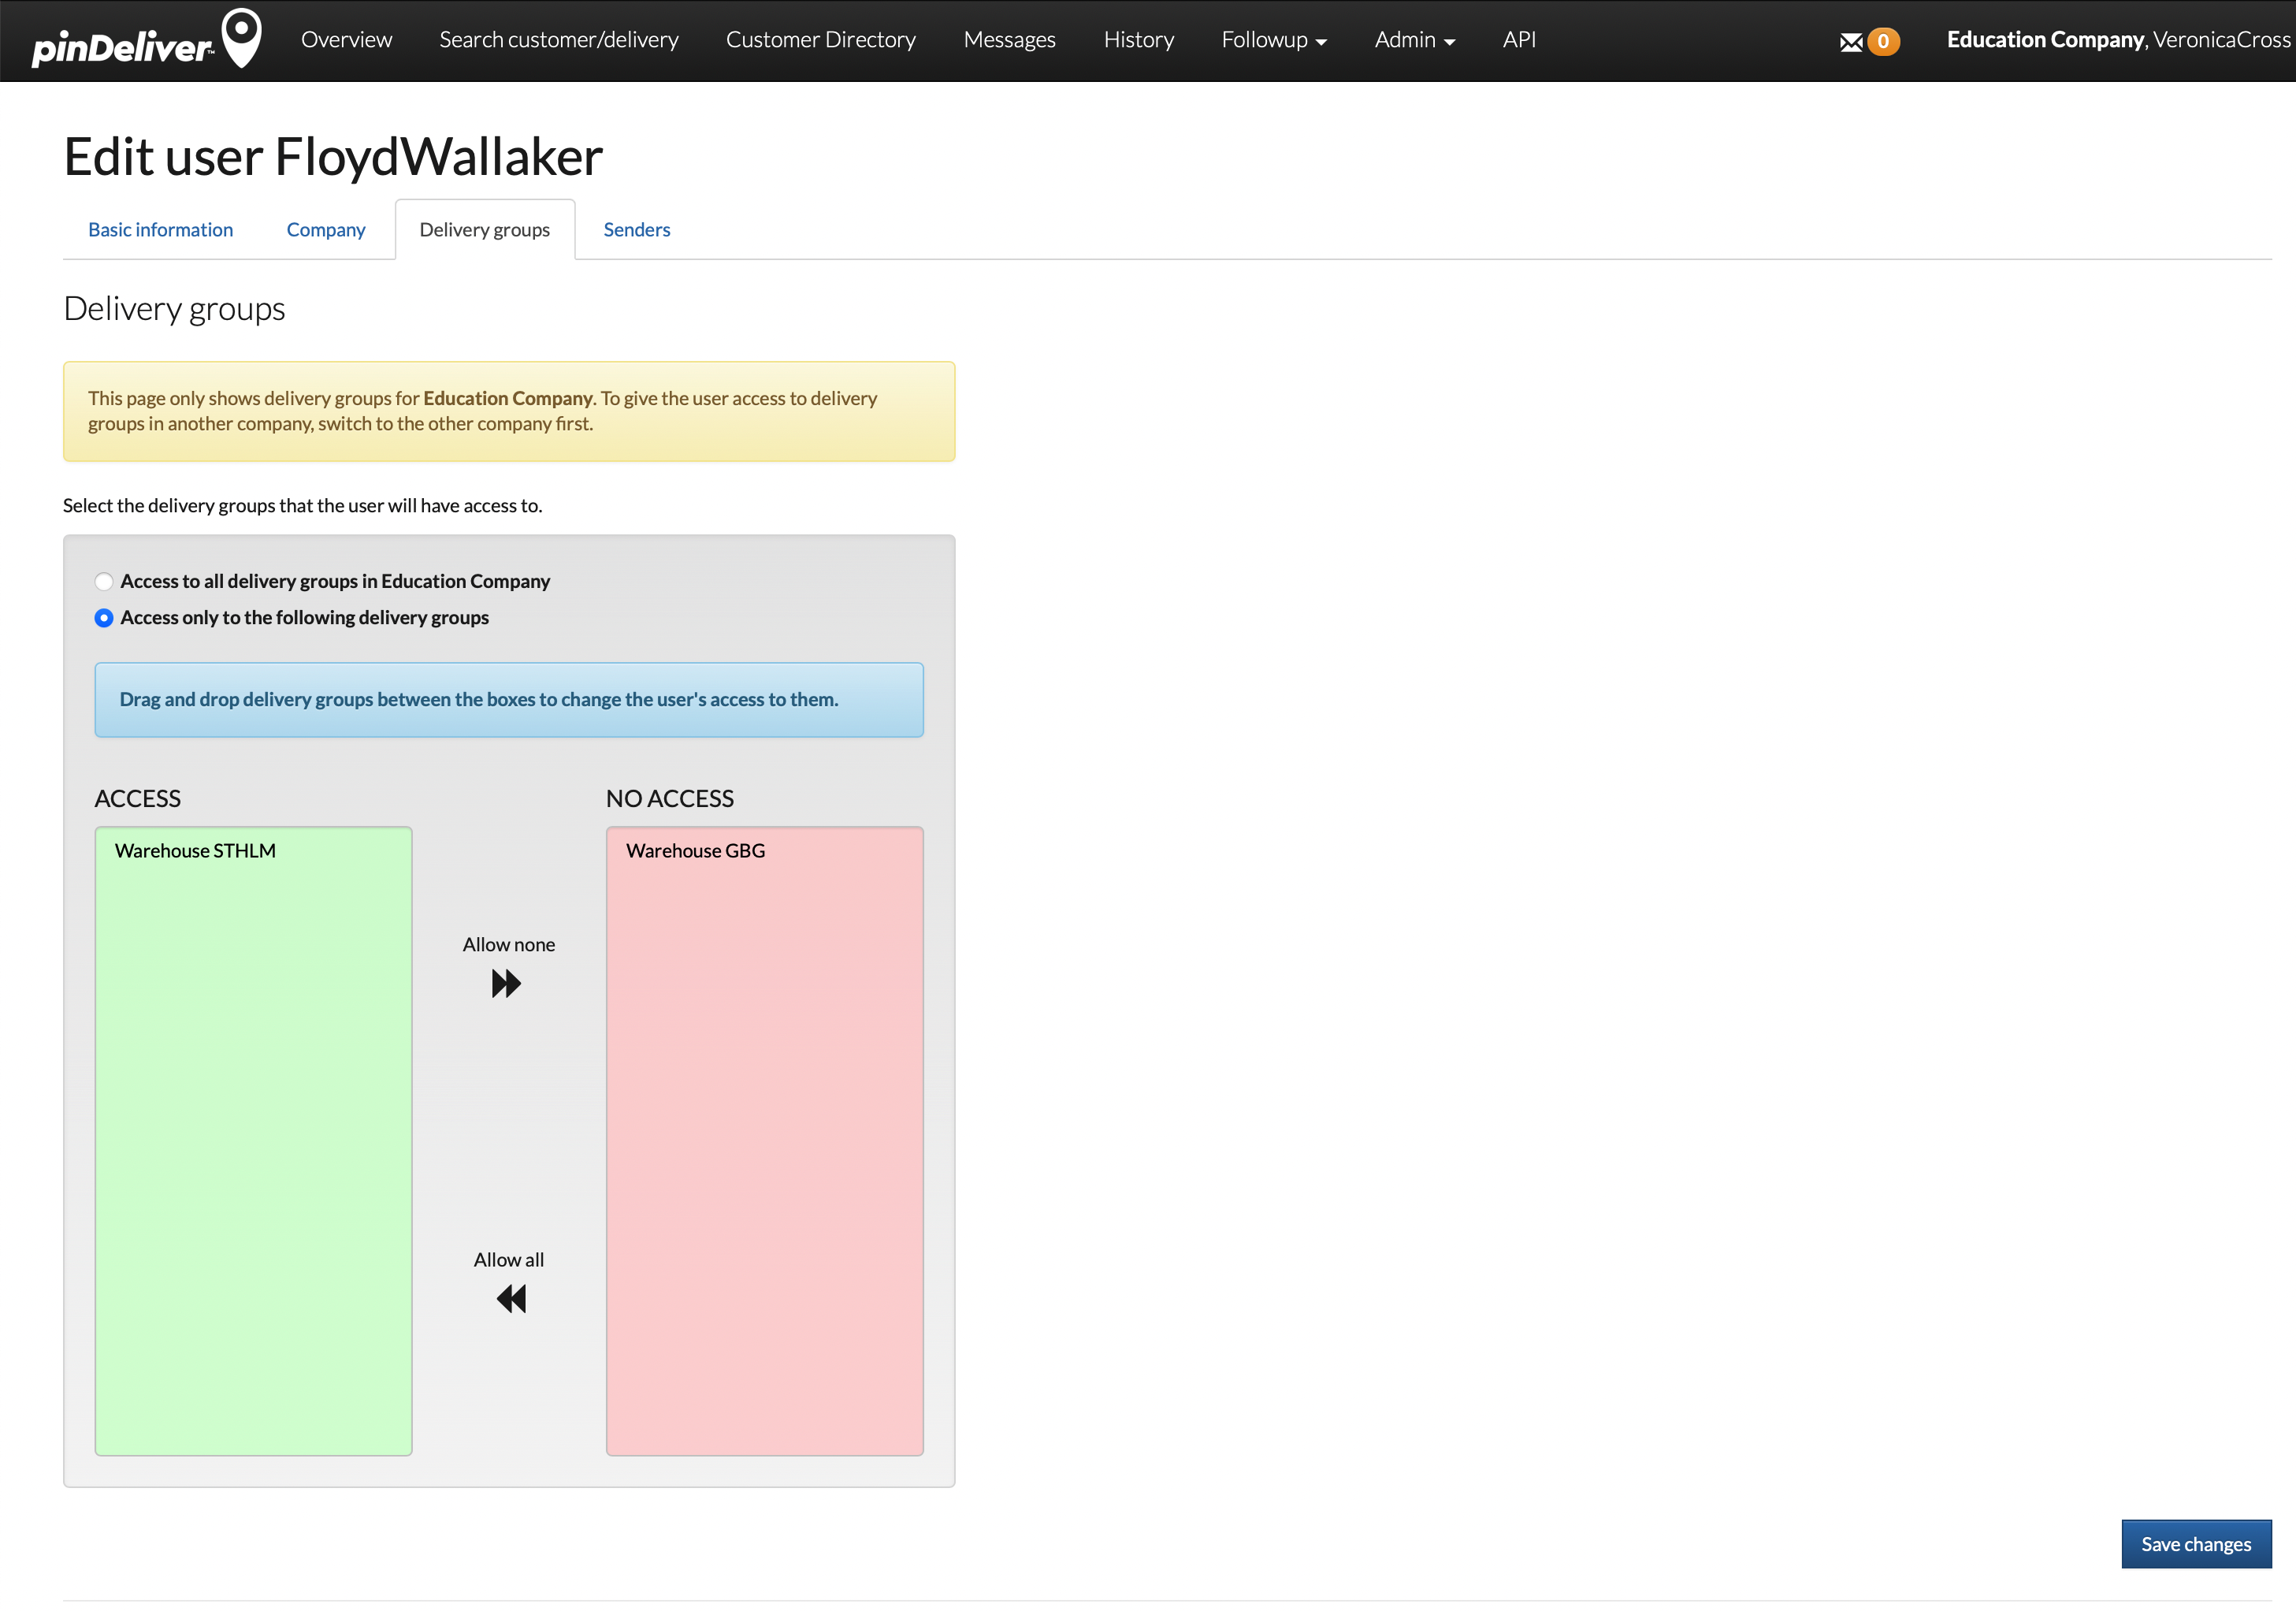 pinDeliver™ Overview Search customer/delivery Customer Directory Messages History Followup Admin API 0 Education Company, VeronicaCross
Edit user FloydWallaker
Basic information Company Delivery groups Senders
Delivery groups
This page only shows delivery groups for Education Company. To give the user access to delivery
groups in another company, switch to the other company first.
Select the delivery groups that the user will have access to.
Access to all delivery groups in Education Company
Access only to the following delivery groups
Drag and drop delivery groups between the boxes to change the user's access to them.
ACCESS NO ACCESS
Warehouse STHLM Warehouse GBG
Allow none
Allow all
Save changes